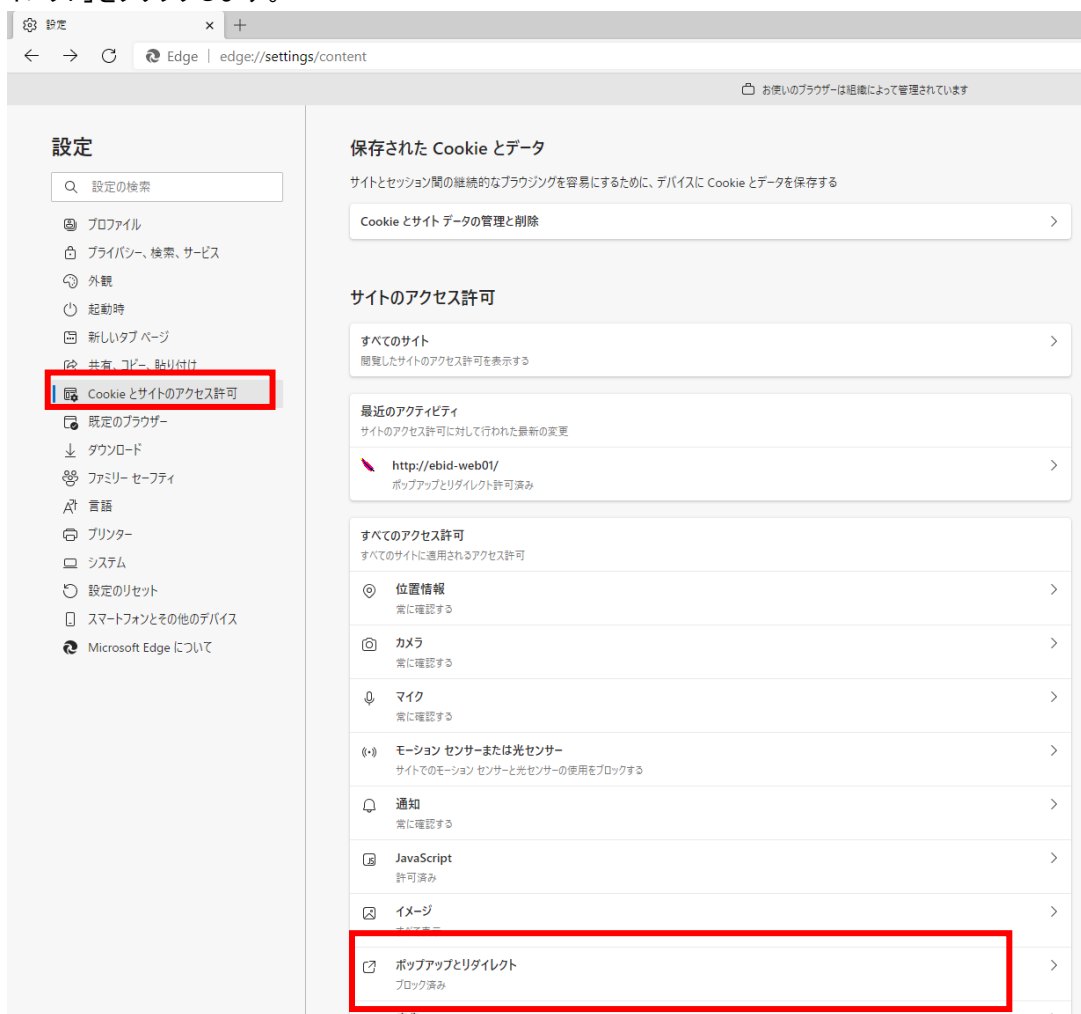 設定
Edge | edge://settings/content
お使いのブラウザーは組織によって管理されています
設定
設定の検索
プロファイル
プライバシー、検索、サービス
外観
起動時
新しいタブ ページ
共有、コピー、貼り付け
Cookie とサイトのアクセス許可
既定のブラウザー
ダウンロード
ファミリー セーフティ
言語
プリンター
システム
設定のリセット
スマートフォンとその他のデバイス
Microsoft Edge について
保存された Cookie とデータ
サイトとセッション間の継続的なブラウジングを容易にするために、デバイスに Cookie とデータを保存する
Cookie とサイト データの管理と削除
サイトのアクセス許可
すべてのサイト
閲覧したサイトのアクセス許可を表示する
最近のアクティビティ
サイトのアクセス許可に対して行われた最新の変更
http://ebid-web01/
ポップアップとリダイレクト許可済み
すべてのアクセス許可
すべてのサイトに適用されるアクセス許可
位置情報
常に確認する
カメラ
常に確認する
マイク
常に確認する
モーション センサーまたは光センサー
サイトでのモーション センサーと光センサーの使用をブロックする
通知
常に確認する
JavaScript
許可済み
イメージ
すべて表示
ポップアップとリダイレクト
ブロック済み